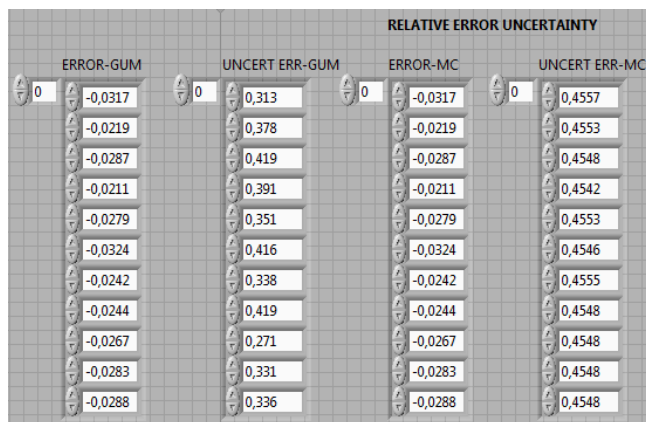 RELATIVE ERROR UNCERTAINTY
ERROR-GUM UNCERT ERR-GUM ERROR-MC UNCERT ERR-MC
0 -0,0317 0 0,313 0 -0,0317 0 0,4557
-0,0219 0,378 -0,0219 0,4553
-0,0287 0,419 -0,0287 0,4548
-0,0211 0,391 -0,0211 0,4542
-0,0279 0,351 -0,0279 0,4553
-0,0324 0,416 -0,0324 0,4546
-0,0242 0,338 -0,0242 0,4555
-0,0244 0,419 -0,0244 0,4548
-0,0267 0,271 -0,0267 0,4548
-0,0283 0,331 -0,0283 0,4548
-0,0288 0,336 -0,0288 0,4548